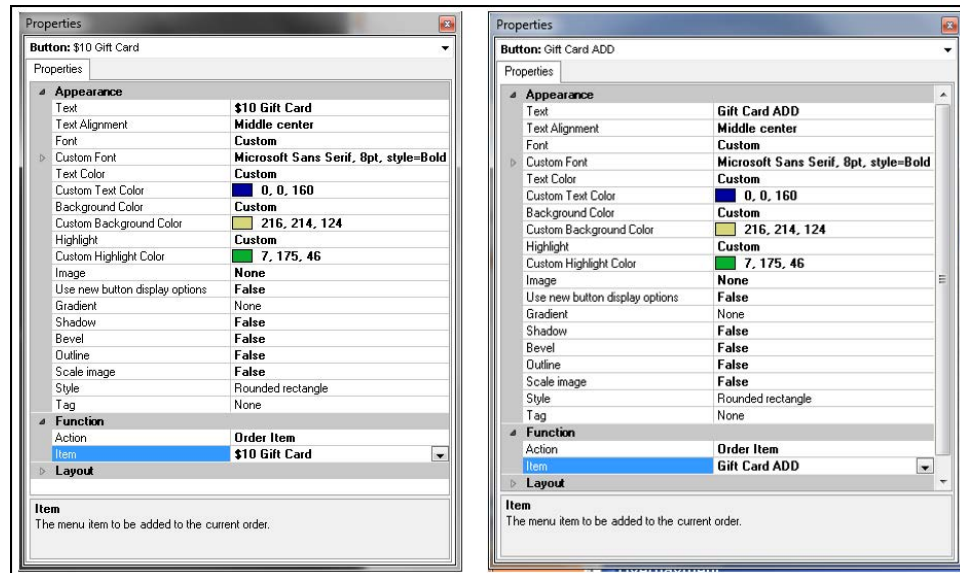 Properties
Button: $10 Gift Card
Properties
Appearance
Text $10 Gift Card
Text Alignment Middle center
Font Custom
Custom Font Microsoft Sans Serif, 8pt, style=Bold
Text Color Custom
Custom Text Color 0, 0, 160
Background Color Custom
Custom Background Color 216, 214, 124
Highlight Custom
Custom Highlight Color 7, 175, 46
Image None
Use new button display options False
Gradient None
Shadow False
Bevel False
Outline False
Scale image False
Style Rounded rectangle
Tag None
Function
Action Order Item
Item $10 Gift Card
Layout
Item
The menu item to be added to the current order.
Properties
Button: Gift Card ADD
Properties
Appearance
Text Gift Card ADD
Text Alignment Middle center
Font Custom
Custom Font Microsoft Sans Serif, 8pt, style=Bold
Text Color Custom
Custom Text Color 0, 0, 160
Background Color Custom
Custom Background Color 216, 214, 124
Highlight Custom
Custom Highlight Color 7, 175, 46
Image None
Use new button display options False
Gradient None
Shadow False
Bevel False
Outline False
Scale image False
Style Rounded rectangle
Tag None
Function
Action Order Item
Item Gift Card ADD
Layout
Item
The menu item to be added to the current order.